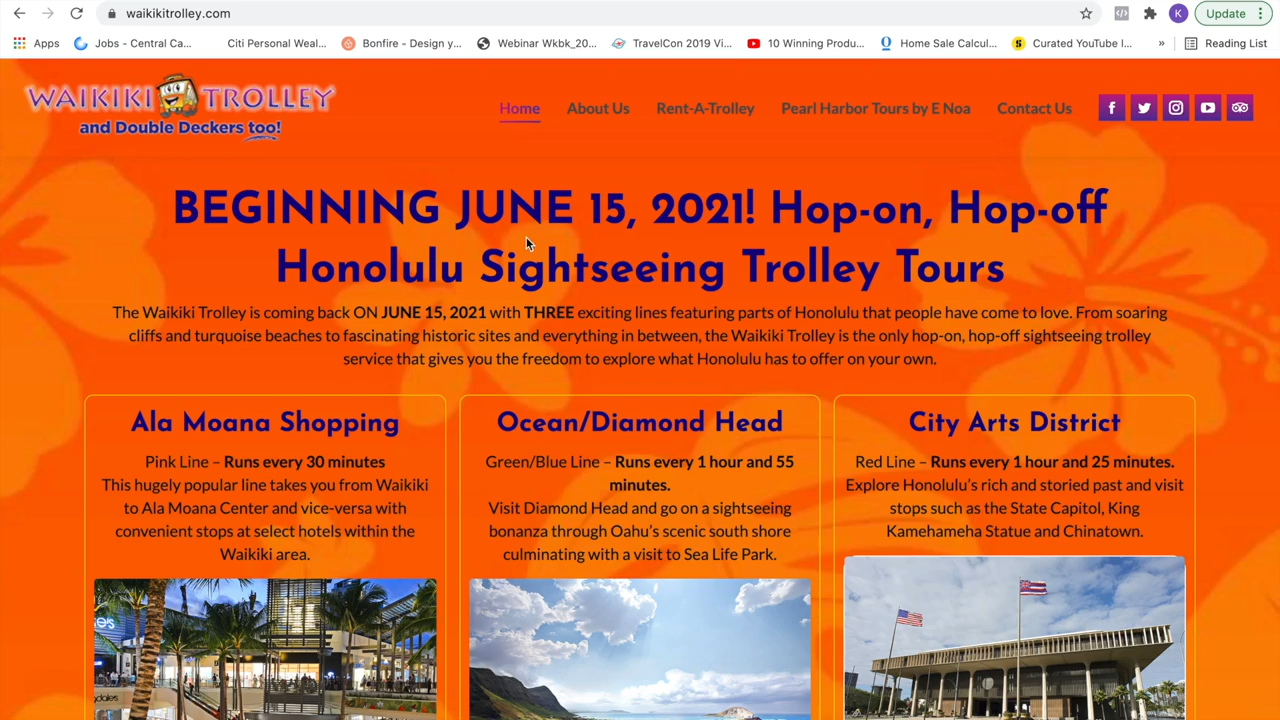 waikikitrolley.com
K
Update
Apps
Jobs - Central Ca...
Citi Personal Weal...
Bonfire - Design y...
Webinar Wkbk_20...
TravelCon 2019 Vi...
10 Winning Produ...
Home Sale Calcul...
Curated YouTube I...
»
Reading List
WAIKIKI TROLLEY
and Double Deckers too!
Home
About Us
Rent-A-Trolley
Pearl Harbor Tours by E Noa
Contact Us
BEGINNING JUNE 15, 2021! Hop-on, Hop-off
Honolulu Sightseeing Trolley Tours
The Waikiki Trolley is coming back ON JUNE 15, 2021 with THREE exciting lines featuring parts of Honolulu that people have come to love. From soaring
cliffs and turquoise beaches to fascinating historic sites and everything in between, the Waikiki Trolley is the only hop-on, hop-off sightseeing trolley
service that gives you the freedom to explore what Honolulu has to offer on your own.
Ala Moana Shopping
Pink Line – Runs every 30 minutes
This hugely popular line takes you from Waikiki
to Ala Moana Center and vice-versa with
convenient stops at select hotels within the
Waikiki area.
Ocean/Diamond Head
Green/Blue Line – Runs every 1 hour and 55
minutes.
Visit Diamond Head and go on a sightseeing
bonanza through Oahu's scenic south shore
culminating with a visit to Sea Life Park.
City Arts District
Red Line – Runs every 1 hour and 25 minutes.
Explore Honolulu's rich and storied past and visit
stops such as the State Capitol, King
Kamehameha Statue and Chinatown.